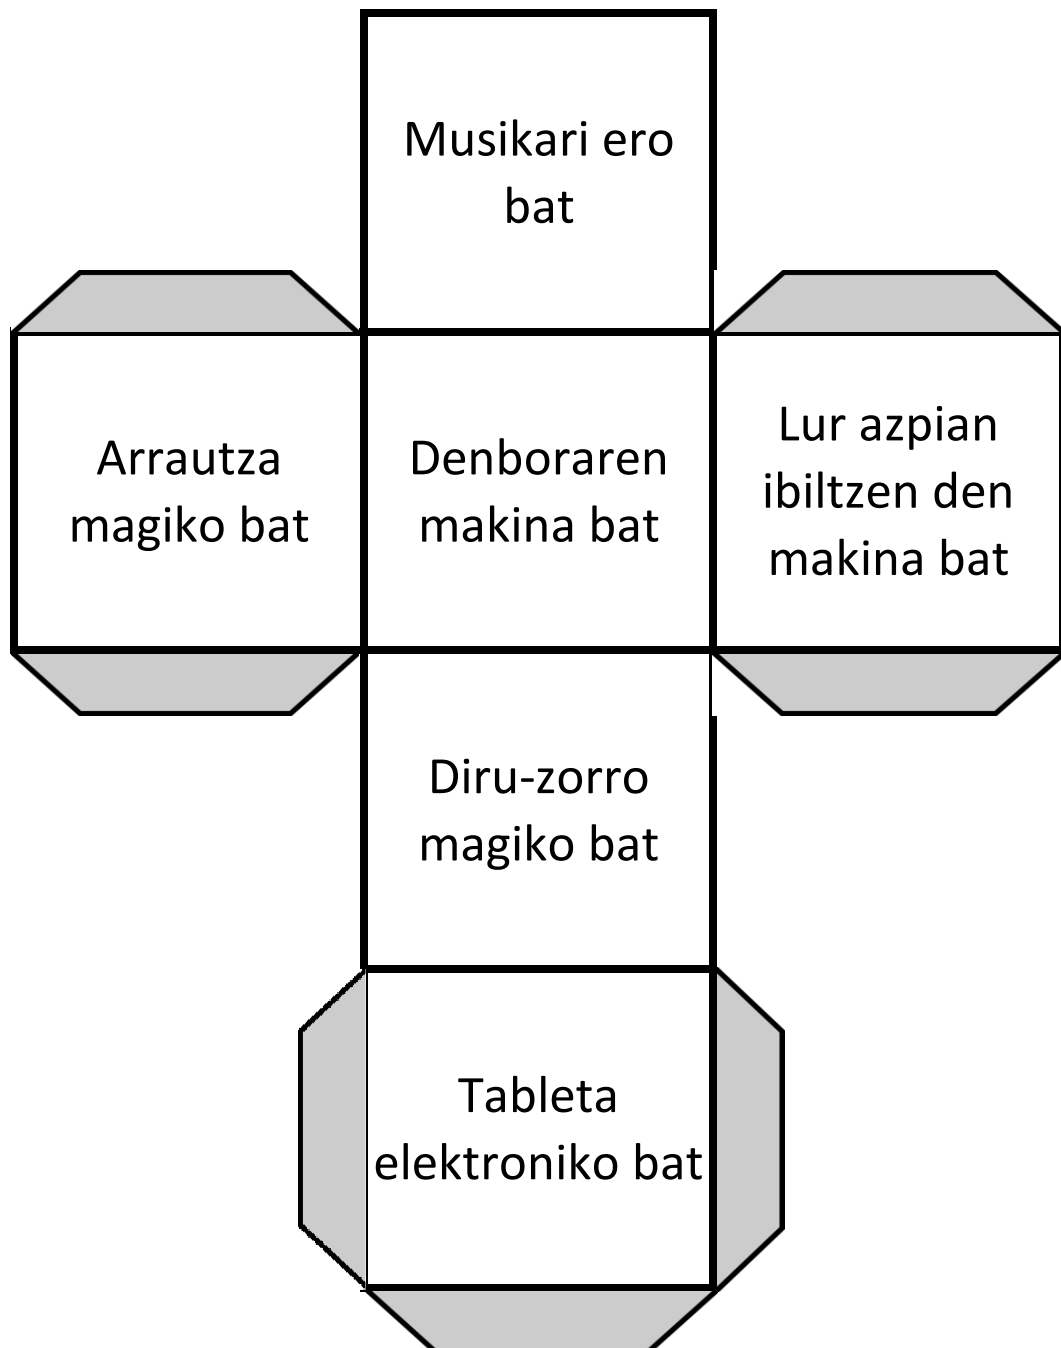 Musikari ero
bat
Arrautza
magiko bat
Denboraren
makina bat
Lur azpian
ibiltzen den
makina bat
Diru-zorro
magiko bat
Tableta
elektroniko bat